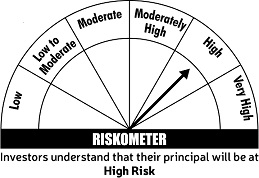 Low
Low to
Moderate
Moderate
Moderately
High
High
Very High
RISKOMETER
Investors understand that their principal will be at
High Risk